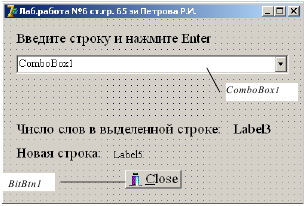 Лаб.работа №6 ст.гр. 65 зи Петрова Р.И.
Введите строку и нажмите Enter
ComboBox1
ComboBox1
Число слов в выделенной строке: Label3
Новая строка: Label5
BitBtn1
Close